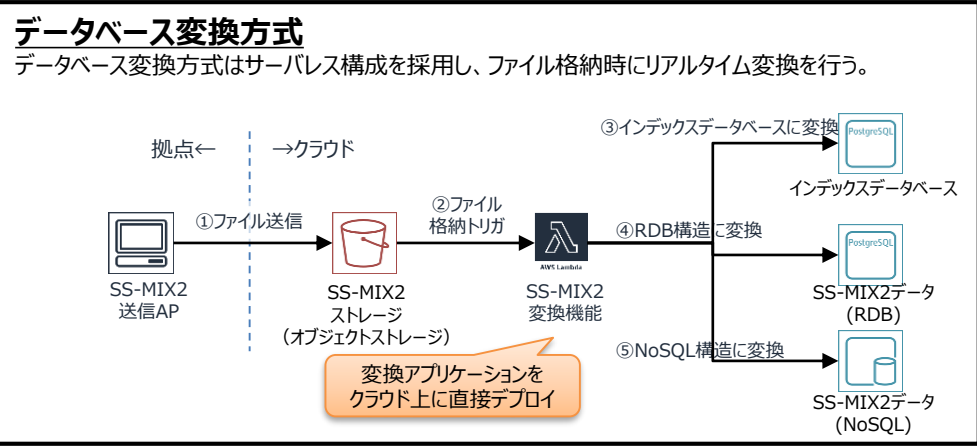 データベース変換方式
データベース変換方式はサーバレス構成を採用し、ファイル格納時にリアルタイム変換を行う。
拠点←
→クラウド
①ファイル送信
②ファイル
格納トリガ
③インデックスデータベースに変換
④RDB構造に変換
⑤NoSQL構造に変換
PostgreSQL
インデックスデータベース
PostgreSQL
SS-MIX2データ
(RDB)
SS-MIX2データ
(NoSQL)
SS-MIX2
送信AP
SS-MIX2
ストレージ
（オブジェクトストレージ）
AWS Lambda
SS-MIX2
変換機能
変換アプリケーションを
クラウド上に直接デプロイ